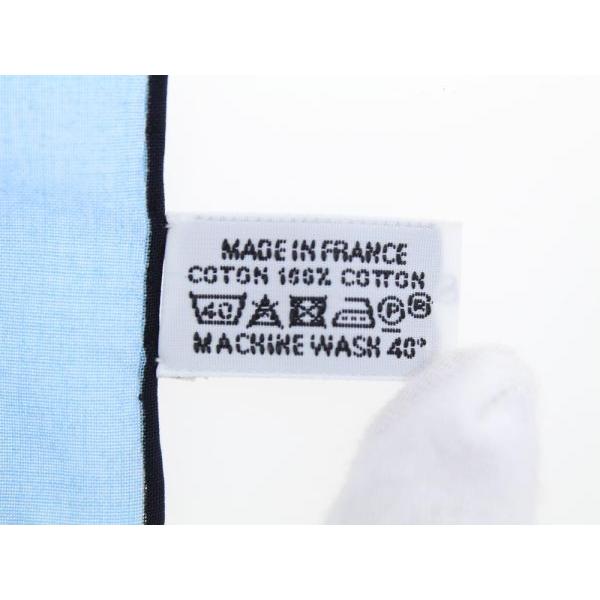 MADE IN FRANCE
COTON 100% COTTON
40 P ®
MACHINE WASH 40°